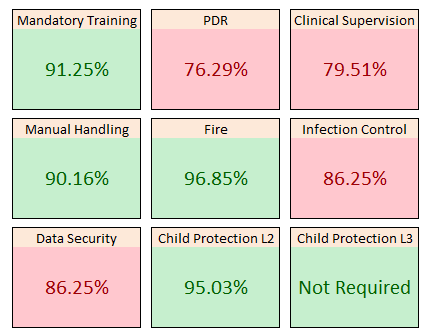 Mandatory Training
PDR
Clinical Supervision
91.25%
76.29%
79.51%
Manual Handling
Fire
Infection Control
90.16%
96.85%
86.25%
Data Security
Child Protection L2
Child Protection L3
86.25%
95.03%
Not Required